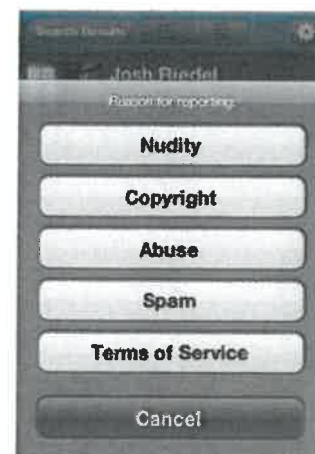 Search Results
Josh Riedel
Reason for reporting:
Nudity
Copyright
Abuse
Spam
Terms of Service
Cancel